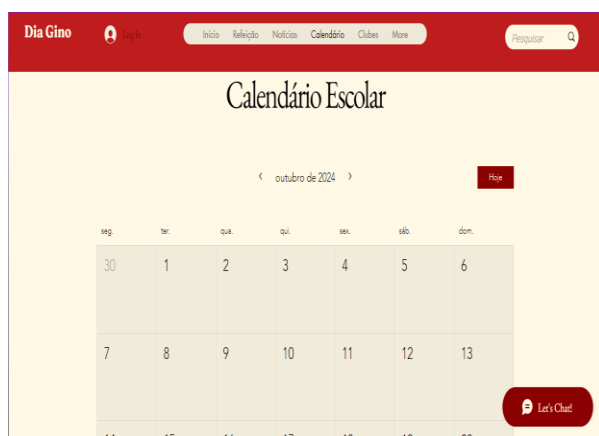 Dia Gino Log In Início Refeição Notícias Calendário Clubes More Pesquisar
Calendário Escolar
outubro de 2024 Hoje
seg. ter. qua. qui. sex. sáb. dom.
30 1 2 3 4 5 6
7 8 9 10 11 12 13
Let's Chat!